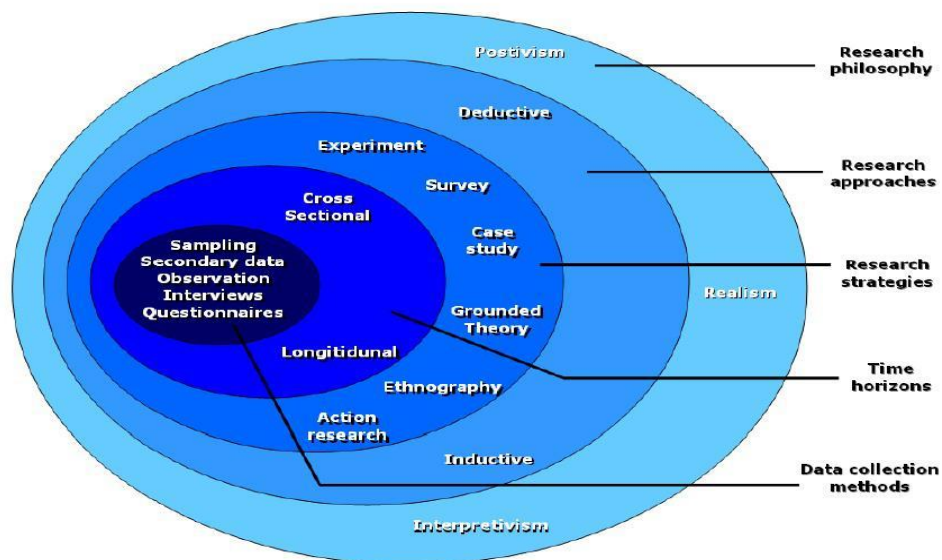 Postivism
Research
philosophy
Deductive
Experiment
Research
approaches
Survey
Cross
Sectional
Case
study
Sampling
Secondary data
Observation
Interviews
Questionnaires
Research
strategies
Realism
Grounded
Theory
Longitidunal
Time
horizons
Ethnography
Action
research
Inductive
Data collection
methods
Interpretivism